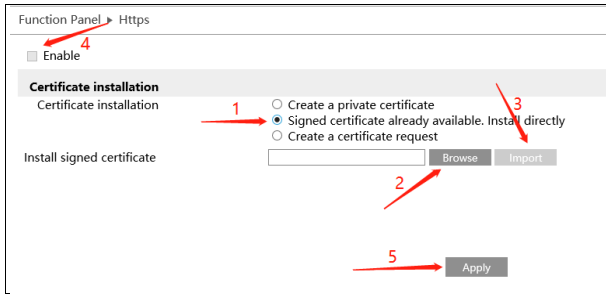 Function Panel ▶ Https
4
Enable
Certificate installation
Certificate installation
1
Create a private certificate
3
Signed certificate already available. Install directly
Create a certificate request
Install signed certificate
Browse
Import
2
5
Apply